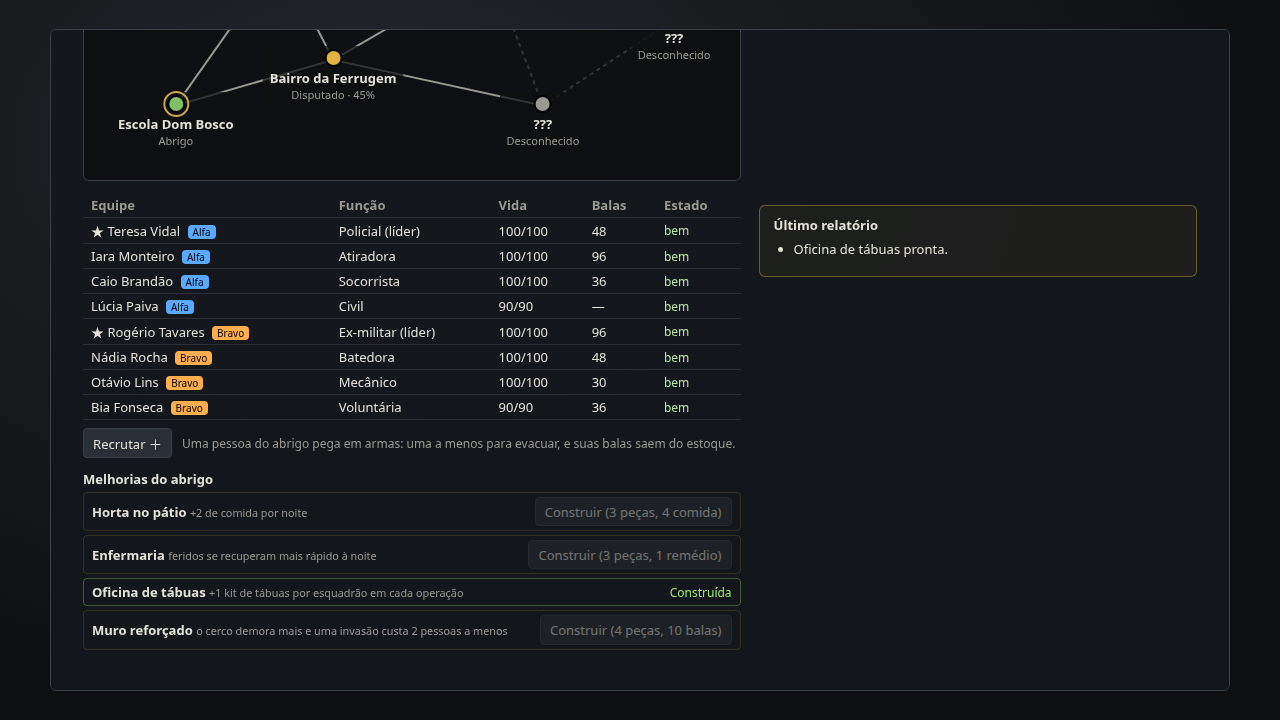 ???
Desconhecido
Bairro da Ferrugem
Disputado · 45%
Escola Dom Bosco
Abrigo
???
Desconhecido
Equipe Função Vida Balas Estado
★ Teresa Vidal Alfa Policial (líder) 100/100 48 bem
Iara Monteiro Alfa Atiradora 100/100 96 bem
Caio Brandão Alfa Socorrista 100/100 36 bem
Lúcia Paiva Alfa Civil 90/90 — bem
★ Rogério Tavares Bravo Ex-militar (líder) 100/100 96 bem
Nádia Rocha Bravo Batedora 100/100 48 bem
Otávio Lins Bravo Mecânico 100/100 30 bem
Bia Fonseca Bravo Voluntária 90/90 36 bem
Recrutar + Uma pessoa do abrigo pega em armas: uma a menos para evacuar, e suas balas saem do estoque.
Melhorias do abrigo
Horta no pátio +2 de comida por noite Construir (3 peças, 4 comida)
Enfermaria feridos se recuperam mais rápido à noite Construir (3 peças, 1 remédio)
Oficina de tábuas +1 kit de tábuas por esquadrão em cada operação Construída
Muro reforçado o cerco demora mais e uma invasão custa 2 pessoas a menos Construir (4 peças, 10 balas)
Último relatório
• Oficina de tábuas pronta.